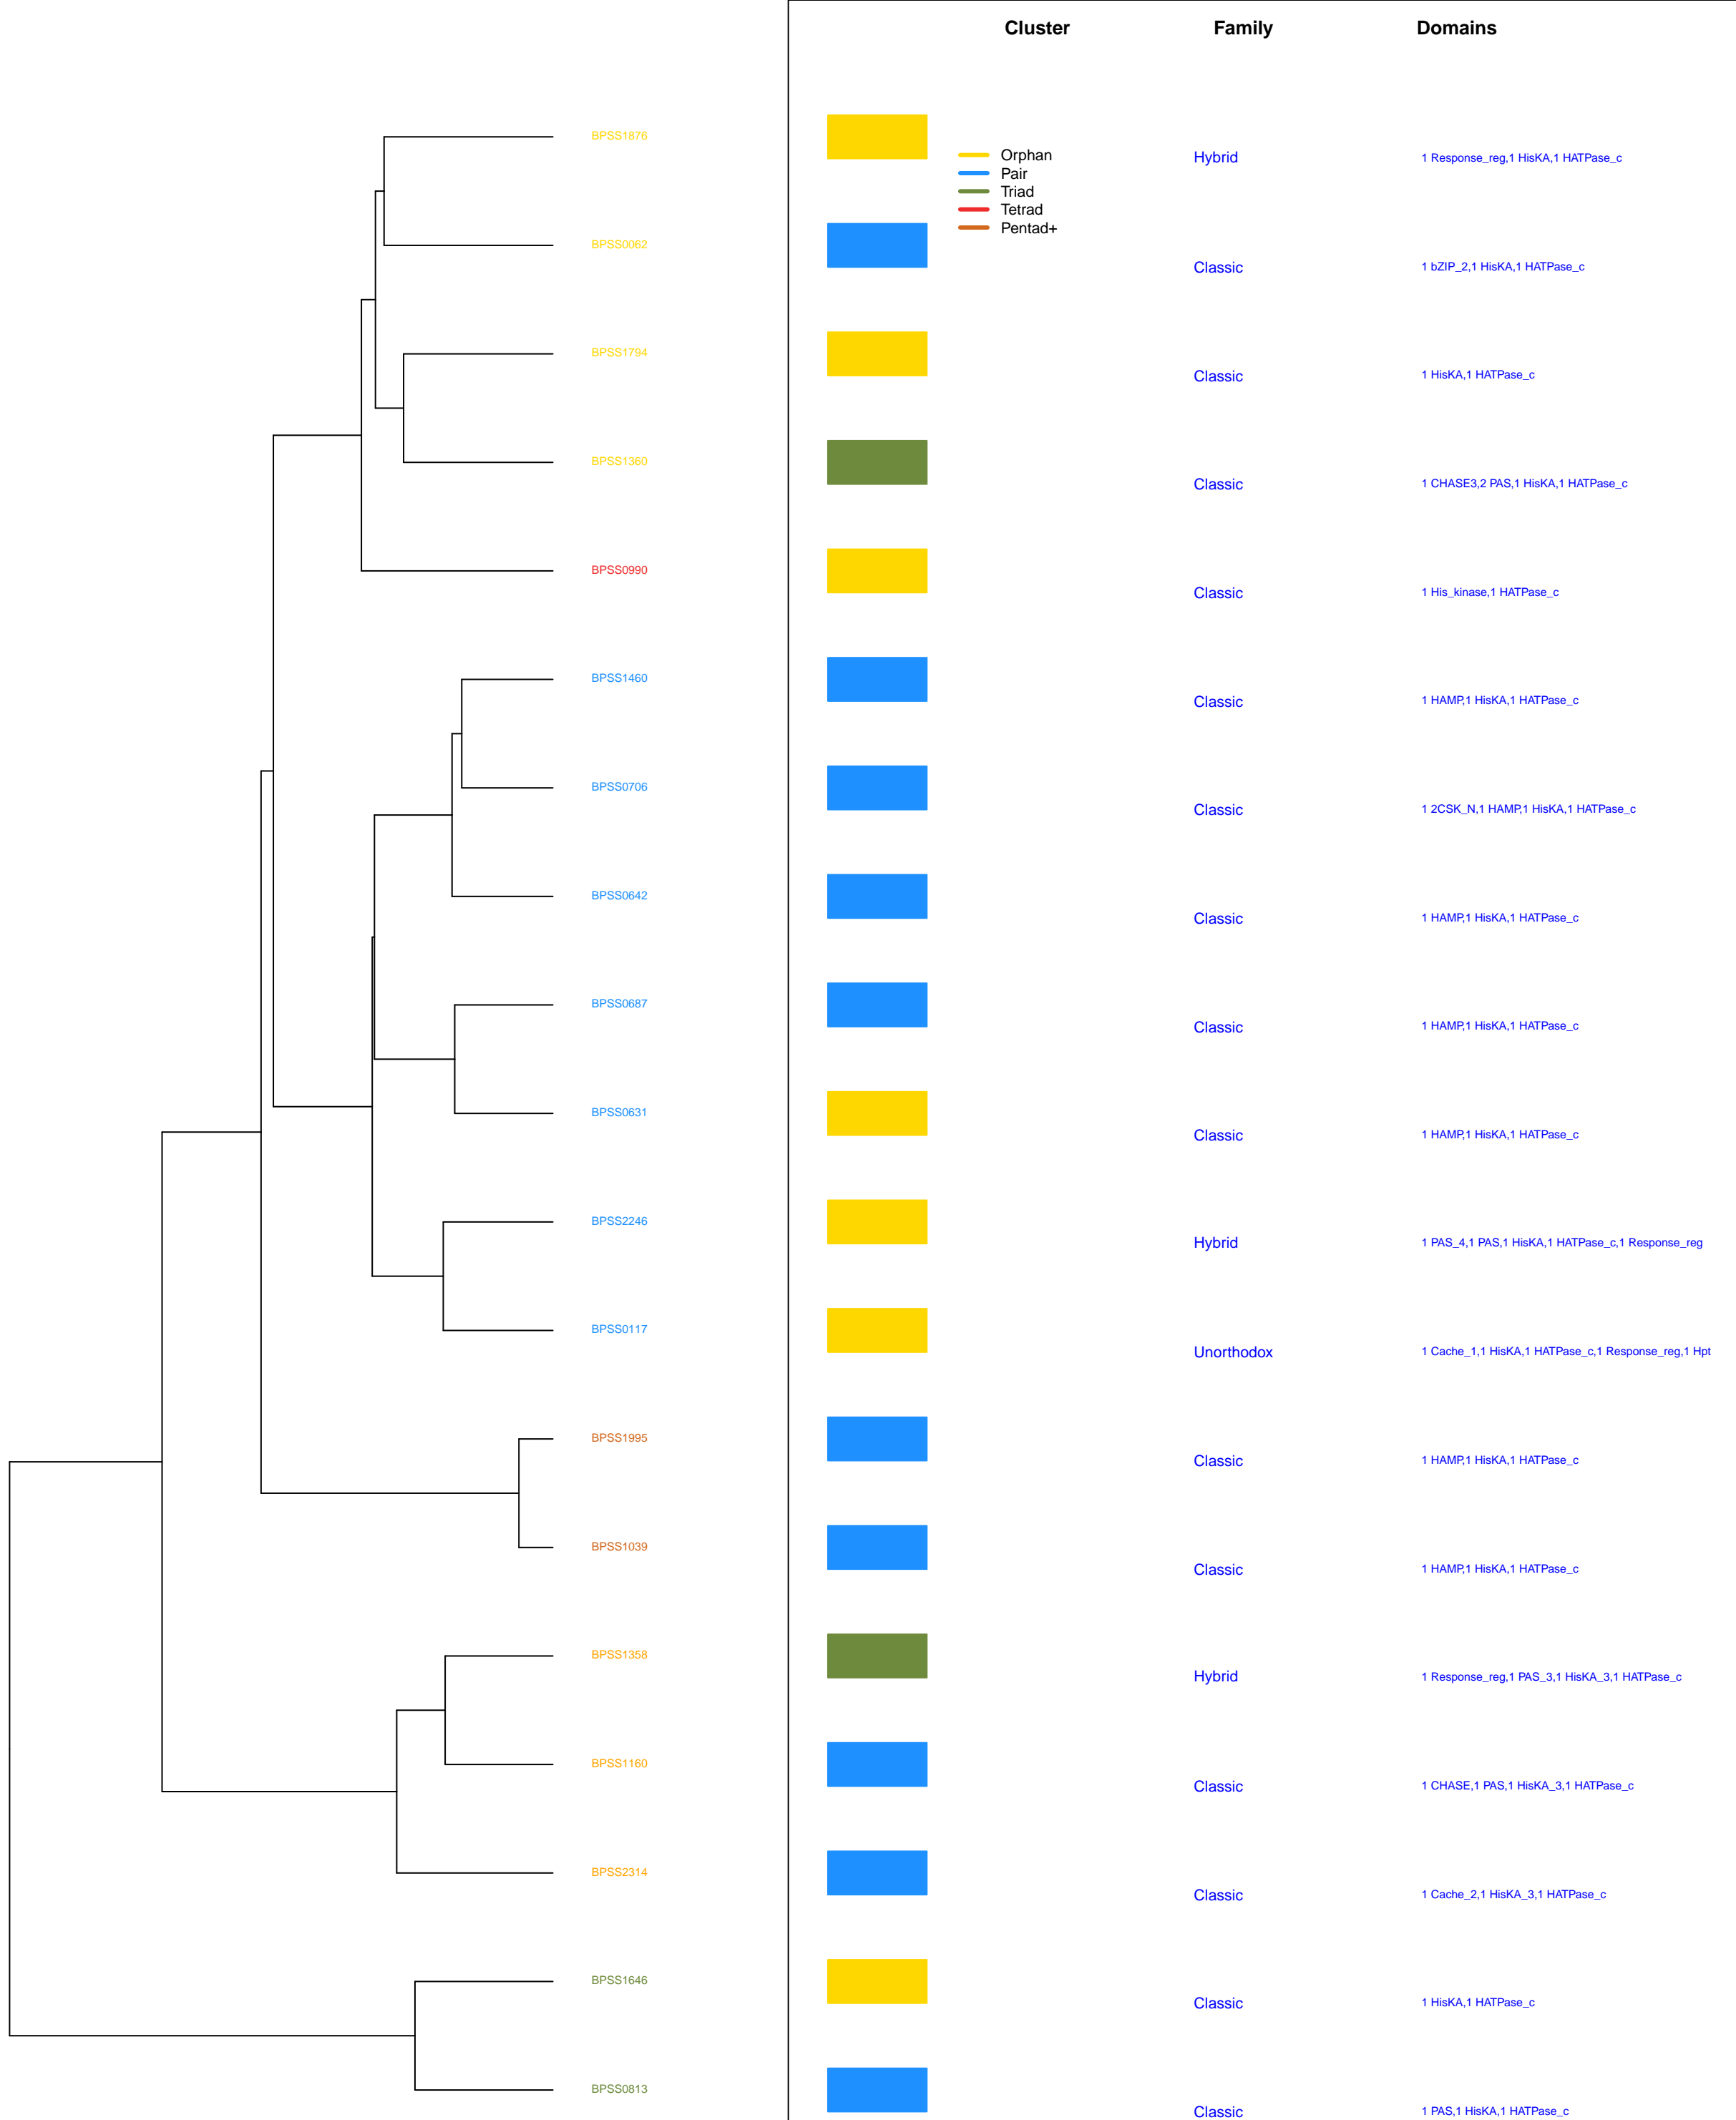 Cluster Family Domains
BPSS1876
Orphan
Hybrid 1 Response_reg,1 HisKA,1 HATPase_c
Pair
Triad
Tetrad
Pentad+
BPSS0062
Classic 1 bZIP_2,1 HisKA,1 HATPase_c
BPSS1794
Classic 1 HisKA,1 HATPase_c
BPSS1360
Classic 1 CHASE3,2 PAS,1 HisKA,1 HATPase_c
BPSS0990
Classic 1 His_kinase,1 HATPase_c
BPSS1460
Classic 1 HAMP,1 HisKA,1 HATPase_c
BPSS0706
Classic 1 2CSK_N,1 HAMP,1 HisKA,1 HATPase_c
BPSS0642
Classic 1 HAMP,1 HisKA,1 HATPase_c
BPSS0687
Classic 1 HAMP,1 HisKA,1 HATPase_c
BPSS0631
Classic 1 HAMP,1 HisKA,1 HATPase_c
BPSS2246
Hybrid 1 PAS_4,1 PAS,1 HisKA,1 HATPase_c,1 Response_reg
BPSS0117
Unorthodox 1 Cache_1,1 HisKA,1 HATPase_c,1 Response_reg,1 Hpt
BPSS1995
Classic 1 HAMP,1 HisKA,1 HATPase_c
BPSS1039
Classic 1 HAMP,1 HisKA,1 HATPase_c
BPSS1358
Hybrid 1 Response_reg,1 PAS_3,1 HisKA_3,1 HATPase_c
BPSS1160
Classic 1 CHASE,1 PAS,1 HisKA_3,1 HATPase_c
BPSS2314
Classic 1 Cache_2,1 HisKA_3,1 HATPase_c
BPSS1646
Classic 1 HisKA,1 HATPase_c
BPSS0813
Classic 1 PAS,1 HisKA,1 HATPase_c